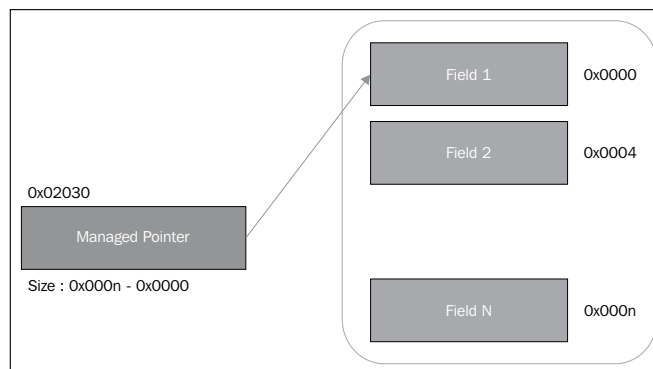 Field 1
0x0000
Field 2
0x0004
0x02030
Managed Pointer
Size : 0x000n - 0x0000
Field N
0x000n